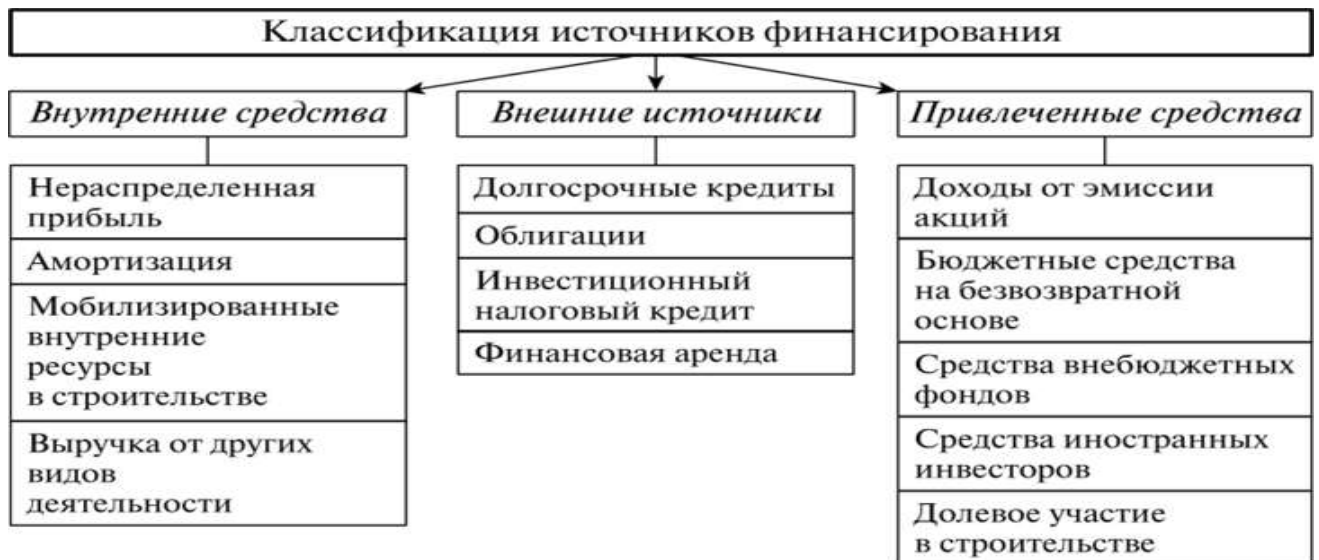 Классификация источников финансирования
Внутренние средства
Нераспределенная
прибыль
Амортизация
Мобилизированные
внутренние
ресурсы
в строительстве
Выручка от других
видов
деятельности
Внешние источники
Долгосрочные кредиты
Облигации
Инвестиционный
налоговый кредит
Финансовая аренда
Привлеченные средства
Доходы от эмиссии
акций
Бюджетные средства
на безвозвратной
основе
Средства внебюджетных
фондов
Средства иностранных
инвесторов
Долевое участие
в строительстве